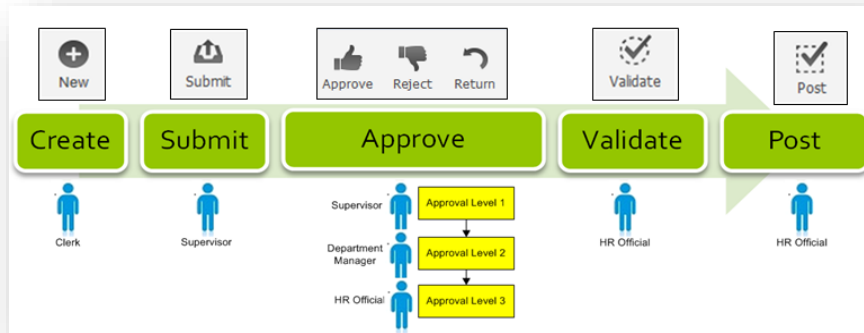 New
Submit
Approve Reject Return
Validate
Post
Create
Submit
Approve
Validate
Post
Clerk
Supervisor
Supervisor
Approval Level 1
Department
Manager
Approval Level 2
HR Official
Approval Level 3
HR Official
HR Official